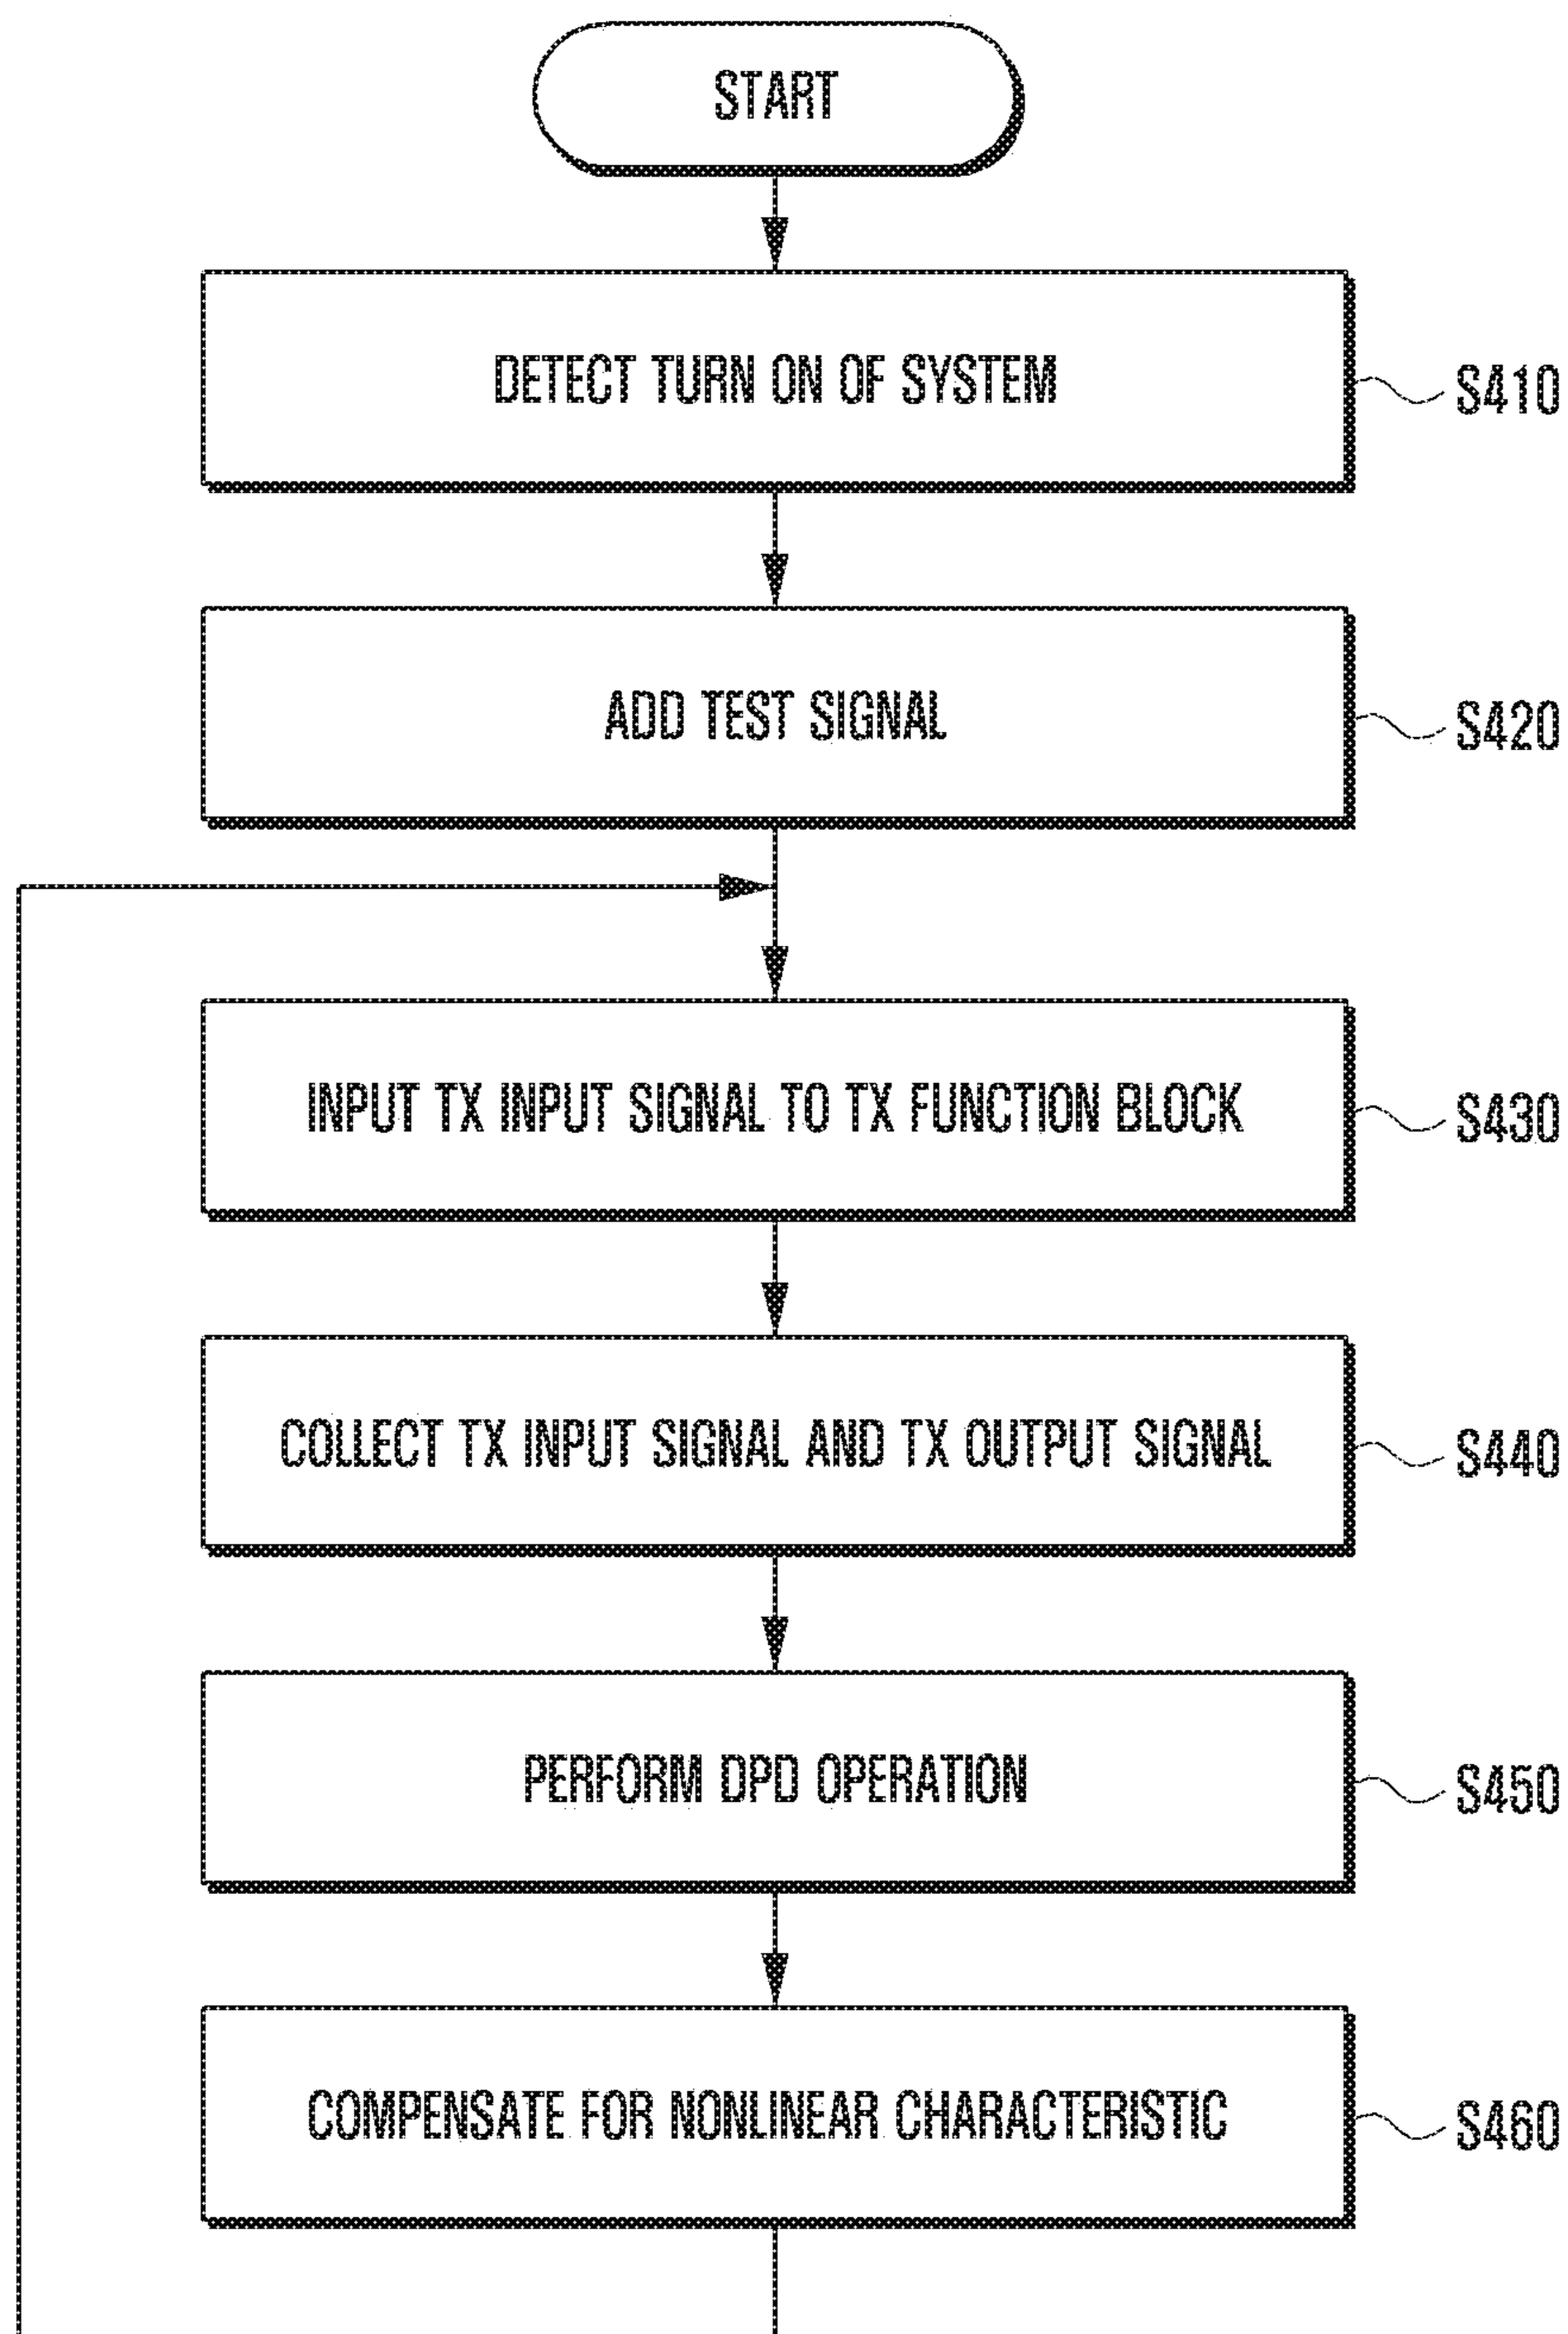 START
DETECT TURN ON OF SYSTEM
S410
ADD TEST SIGNAL
S420
INPUT TX INPUT SIGNAL TO TX FUNCTION BLOCK
S430
COLLECT TX INPUT SIGNAL AND TX OUTPUT SIGNAL
S440
PERFORM DPD OPERATION
S450
COMPENSATE FOR NONLINEAR CHARACTERISTIC
S460